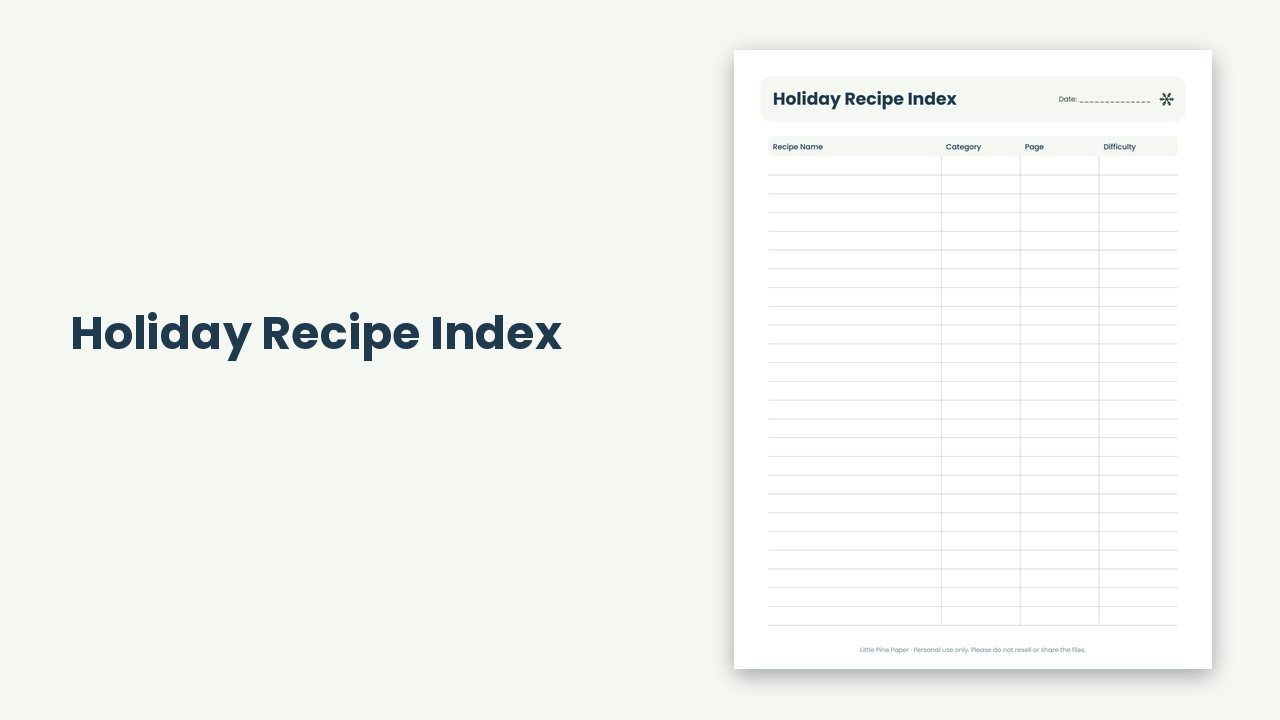 Holiday Recipe Index
Holiday Recipe Index
Date: ______________
Recipe Name Category Page Difficulty
Little Pine Paper · Personal use only. Please do not resell or share the files.